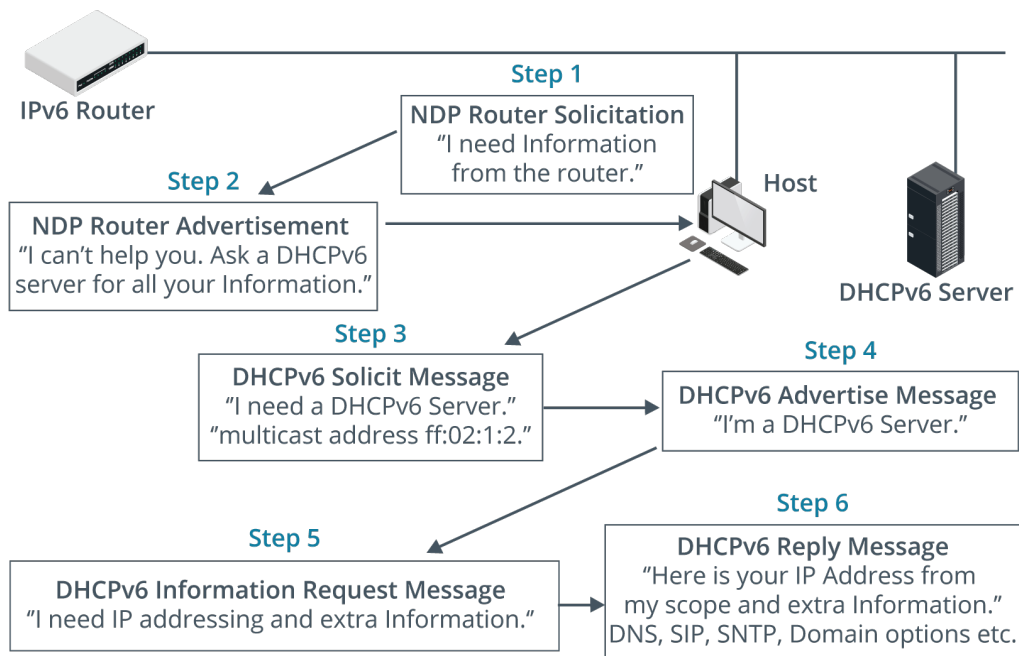 IPv6 Router
Step 1
NDP Router Solicitation
“I need Information
from the router.”
Host
DHCPv6 Server
Step 2
NDP Router Advertisement
“I can’t help you. Ask a DHCPv6
server for all your Information.”
Step 3
DHCPv6 Solicit Message
“I need a DHCPv6 Server.”
“multicast address ff:02:1:2.”
Step 4
DHCPv6 Advertise Message
“I’m a DHCPv6 Server.”
Step 5
DHCPv6 Information Request Message
“I need IP addressing and extra Information.“
Step 6
DHCPv6 Reply Message
“Here is your IP Address from
my scope and extra Information.”
DNS, SIP, SNTP, Domain options etc.